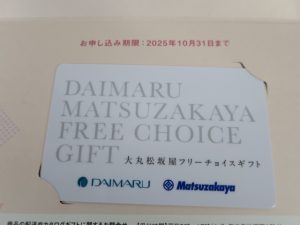 お申し込み期限：2025年10月31日まで
DAIMARU
MATSUZAKAYA
FREE CHOICE
GIFT 大丸松坂屋フリーチョイスギフト
DAIMARU Matsuzakaya